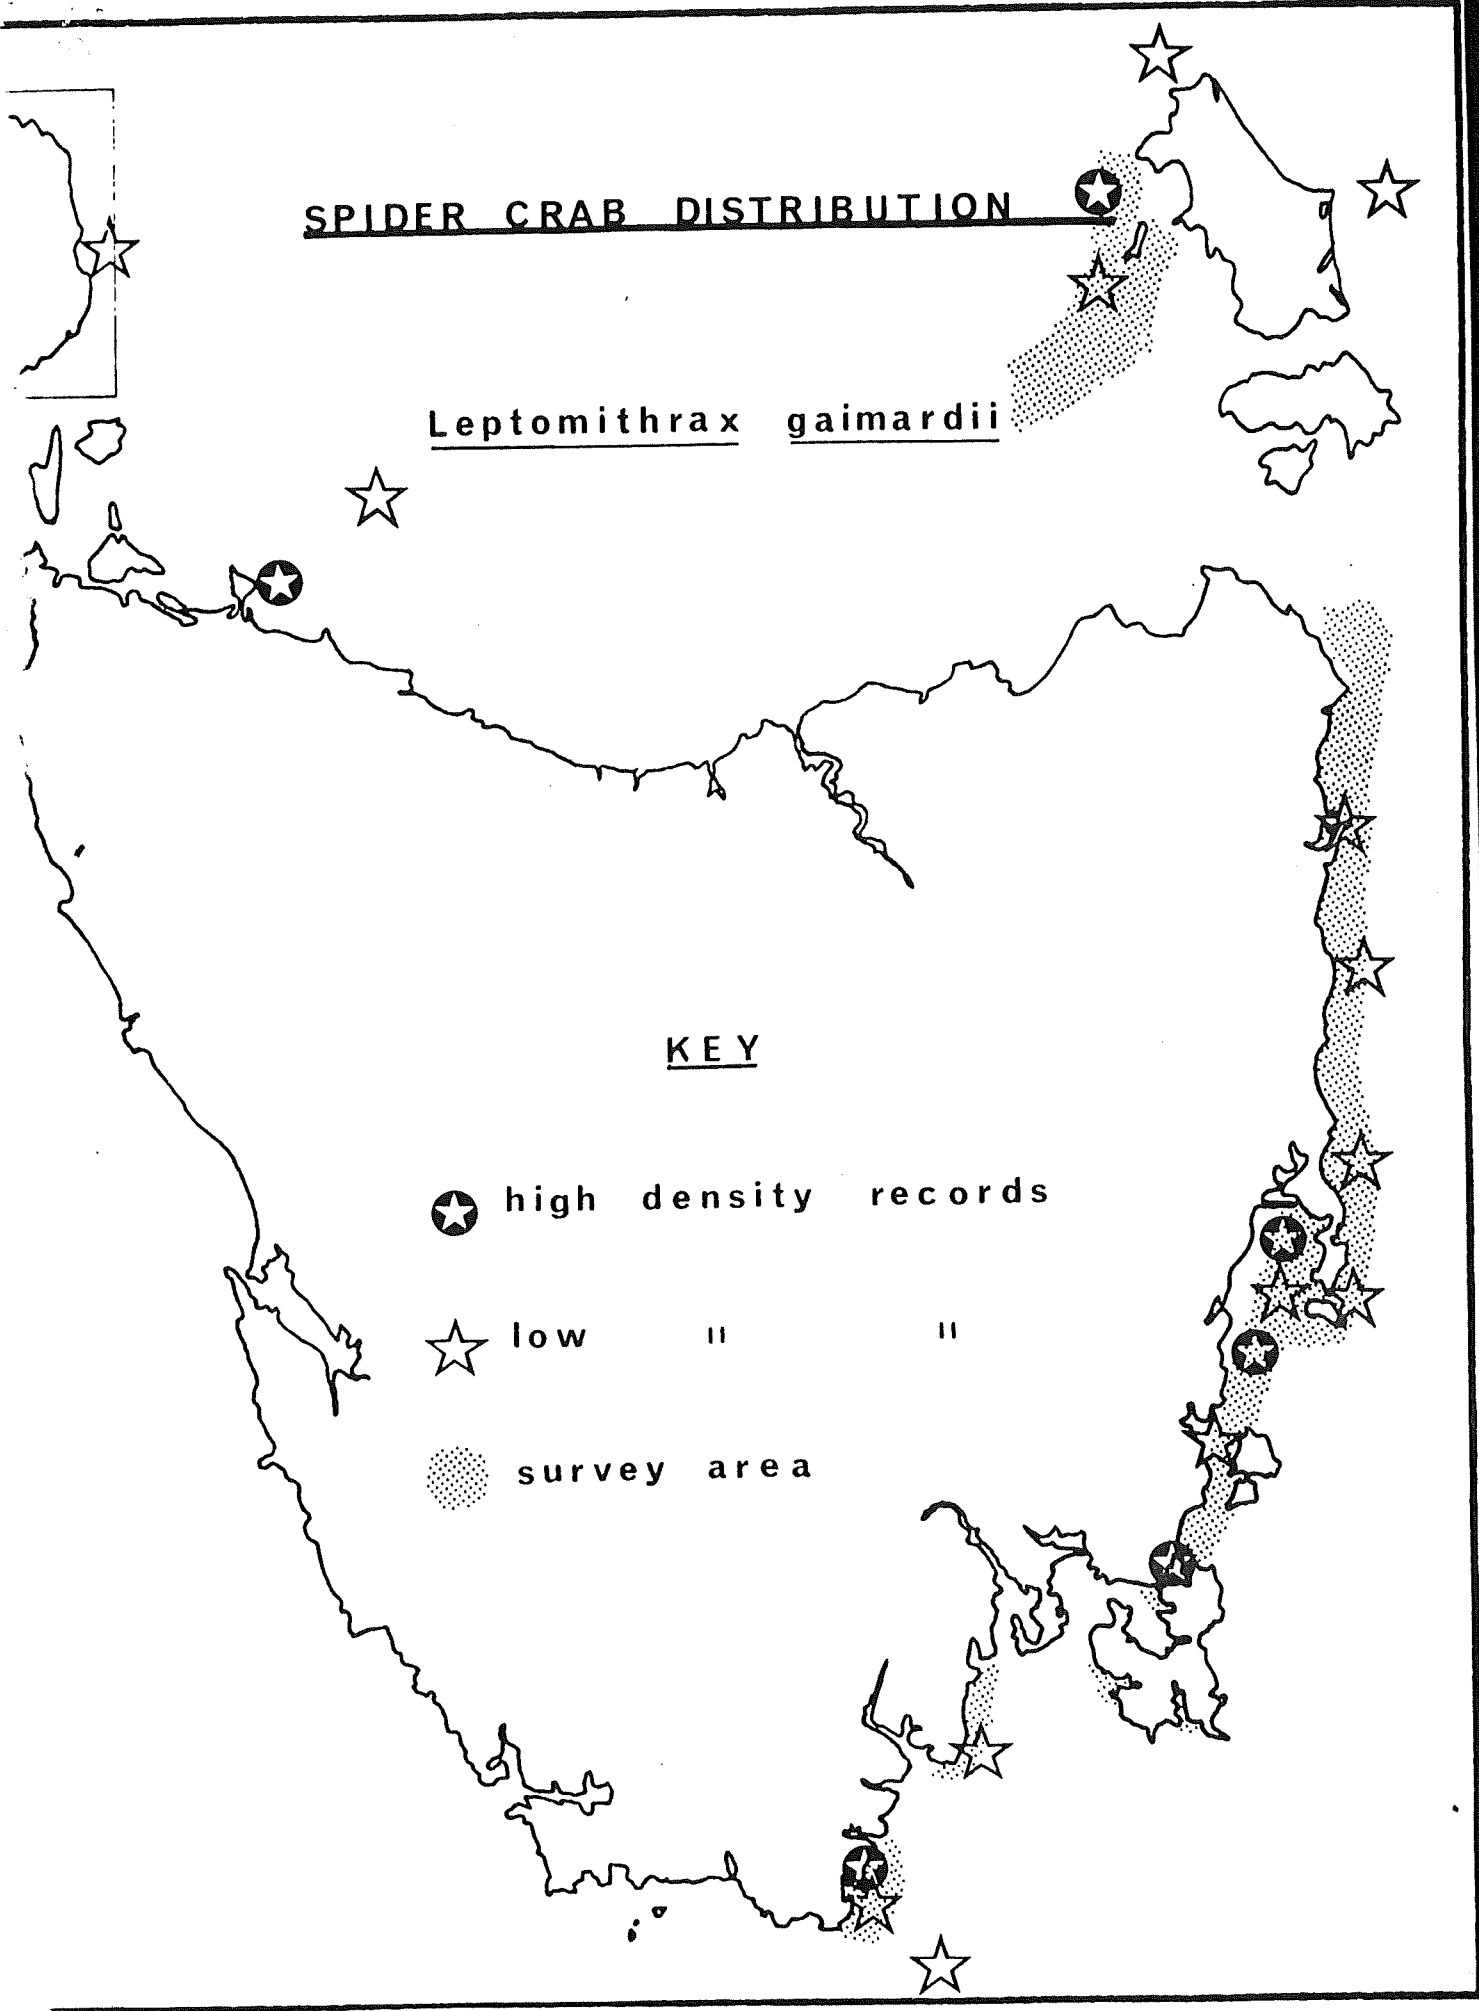 SPIDER CRAB DISTRIBUTION
Leptomithrax gaimardii
KEY
high density records
low " "
survey area